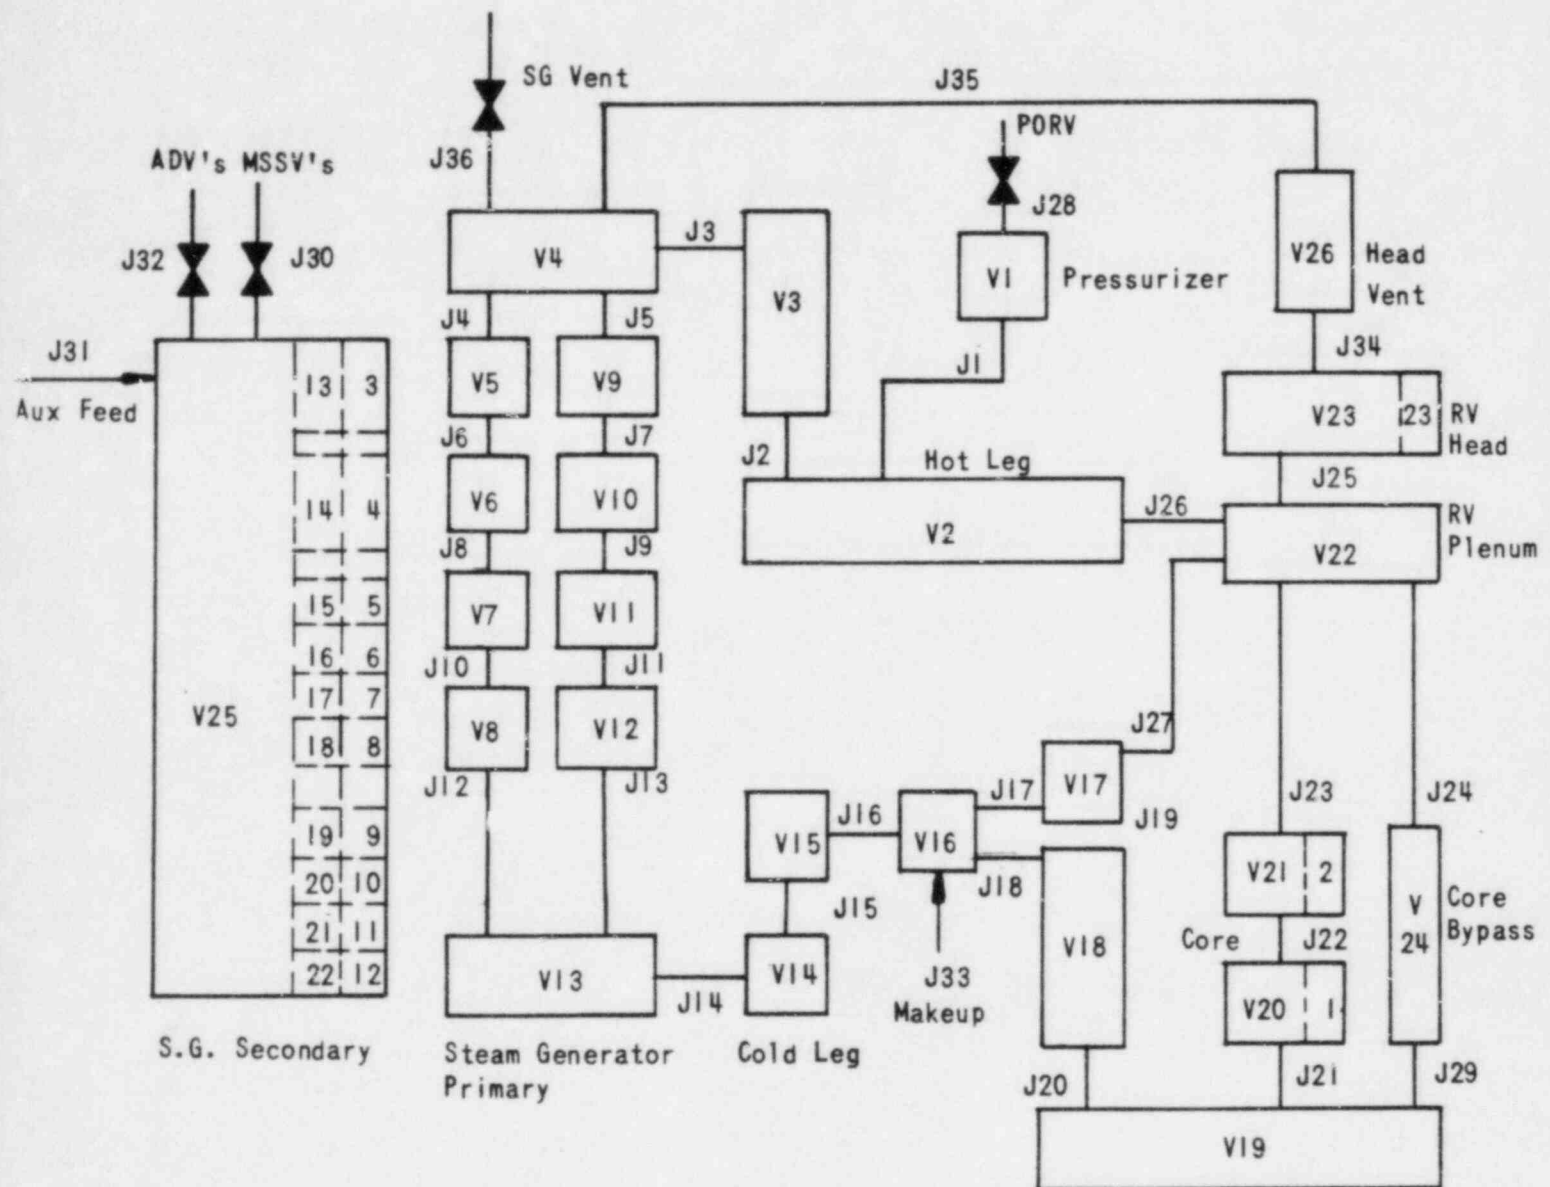 SG Vent
J35
PORV
ADV's MSSV's
J36
J28
J32
J30
J3
V4
V3
V1
Pressurizer
V26
Head
Vent
J31
Aux Feed
J4
J5
J1
J34
13
3
V5
V9
V23
23
RV
Head
J6
J7
J2
Hot Leg
J25
14
4
V6
V10
V2
J26
RV
Plenum
V22
J8
J9
15
5
V7
V11
16
6
J10
J11
17
7
V25
V8
V12
J27
18
8
J12
J13
V17
J17
J19
J23
J24
19
9
V15
J16
V16
J18
20
10
V21
2
V
24
Core
Bypass
21
11
J15
V18
Core
J22
22
12
V13
J14
V14
J33
Makeup
V20
1
S.G. Secondary
Steam Generator
Primary
Cold Leg
J20
J21
J29
V19